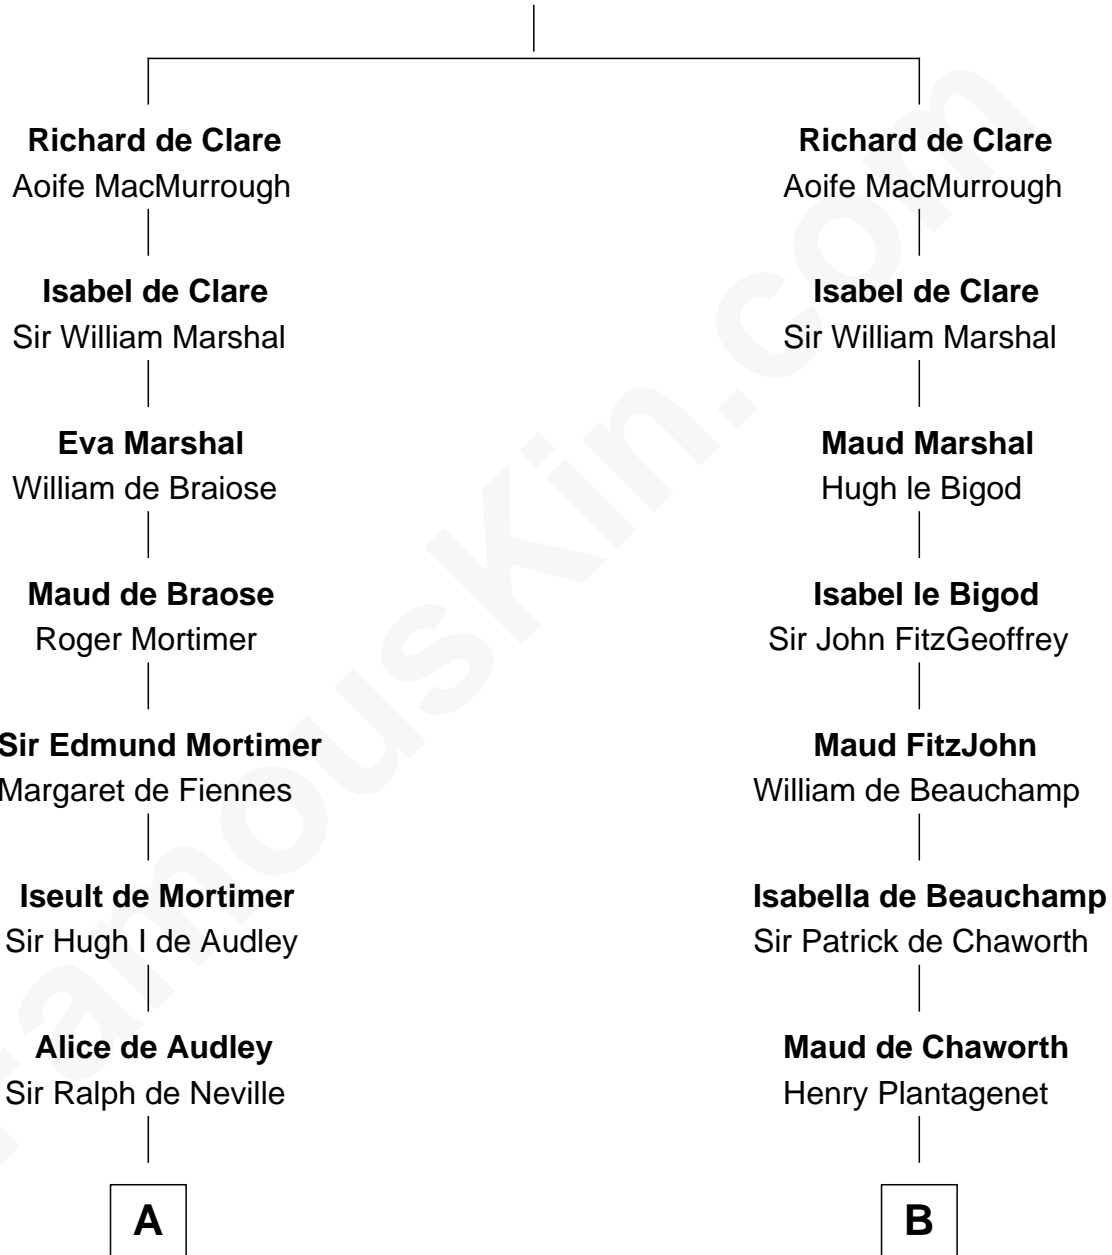 Richard de Clare
Aoife MacMurrough
Isabel de Clare
Sir William Marshal
Eva Marshal
William de Braiose
Maud de Braose
Roger Mortimer
Sir Edmund Mortimer
Margaret de Fiennes
Iseult de Mortimer
Sir Hugh I de Audley
Alice de Audley
Sir Ralph de Neville
A
Richard de Clare
Aoife MacMurrough
Isabel de Clare
Sir William Marshal
Maud Marshal
Hugh le Bigod
Isabel le Bigod
Sir John FitzGeoffrey
Maud FitzJohn
William de Beauchamp
Isabella de Beauchamp
Sir Patrick de Chaworth
Maud de Chaworth
Henry Plantagenet
B
FamousKin.com